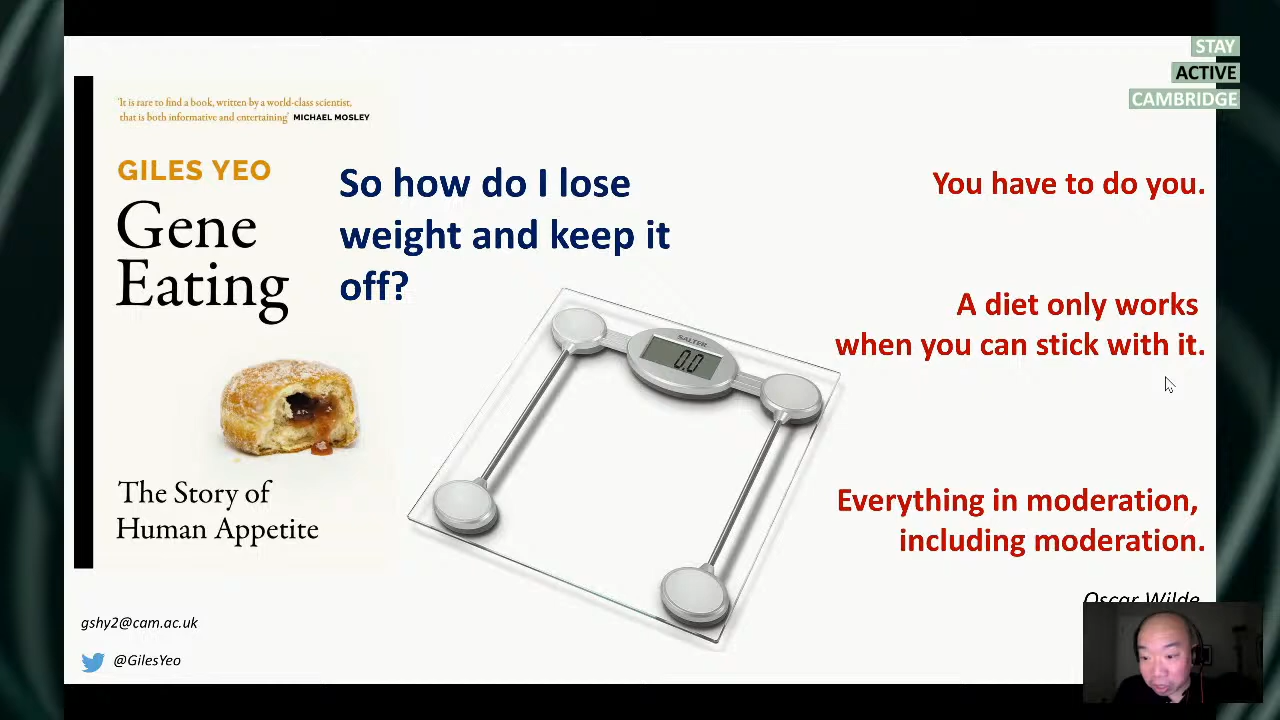 STAY
ACTIVE
CAMBRIDGE
'It is rare to find a book, written by a world-class scientist,
that is both informative and entertaining' MICHAEL MOSLEY
GILES YEO
Gene
Eating
The Story of
Human Appetite
So how do I lose
weight and keep it
off?
SALTER
0.0
You have to do you.
A diet only works
when you can stick with it.
Everything in moderation,
including moderation.
Oscar Wilde
gshy2@cam.ac.uk
@GilesYeo